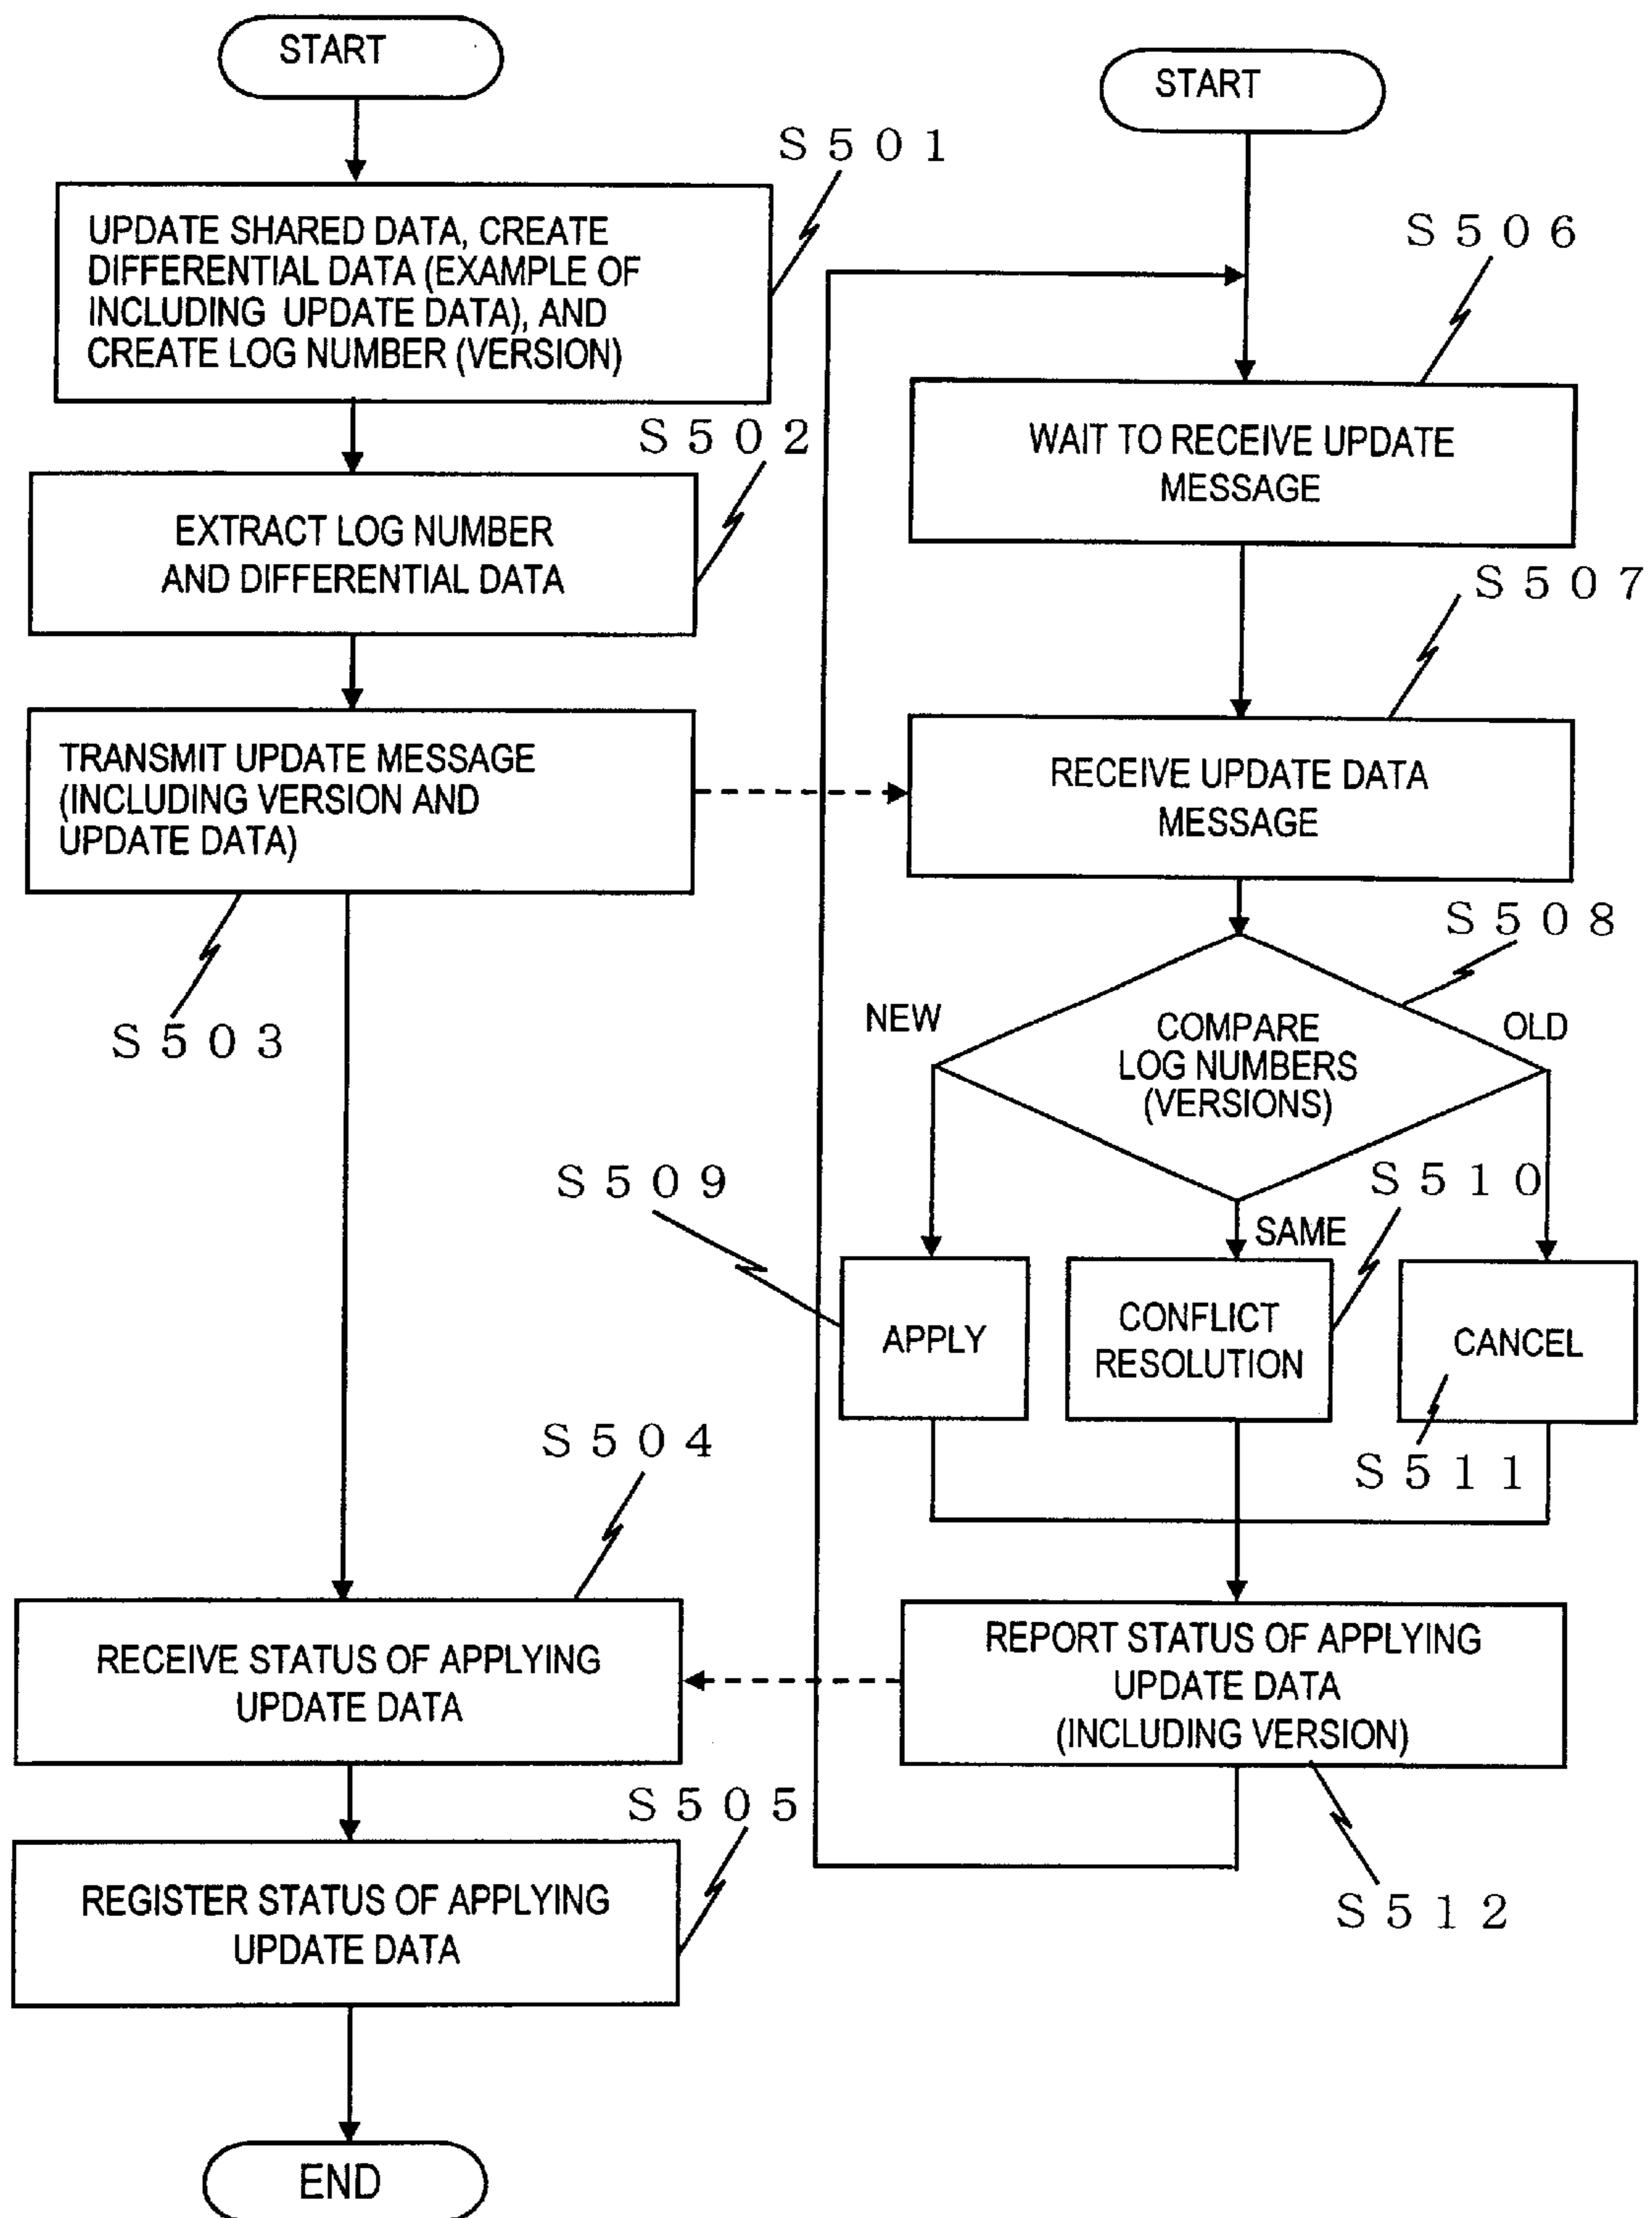 START
S501
UPDATE SHARED DATA, CREATE
DIFFERENTIAL DATA (EXAMPLE OF
INCLUDING UPDATE DATA), AND
CREATE LOG NUMBER (VERSION)
S502
EXTRACT LOG NUMBER
AND DIFFERENTIAL DATA
TRANSMIT UPDATE MESSAGE
(INCLUDING VERSION AND
UPDATE DATA)
S503
S504
RECEIVE STATUS OF APPLYING
UPDATE DATA
S505
REGISTER STATUS OF APPLYING
UPDATE DATA
END
START
S506
WAIT TO RECEIVE UPDATE
MESSAGE
S507
RECEIVE UPDATE DATA
MESSAGE
S508
NEW
COMPARE
LOG NUMBERS
(VERSIONS)
OLD
S509
SAME
S510
APPLY
CONFLICT
RESOLUTION
CANCEL
S511
REPORT STATUS OF APPLYING
UPDATE DATA
(INCLUDING VERSION)
S512